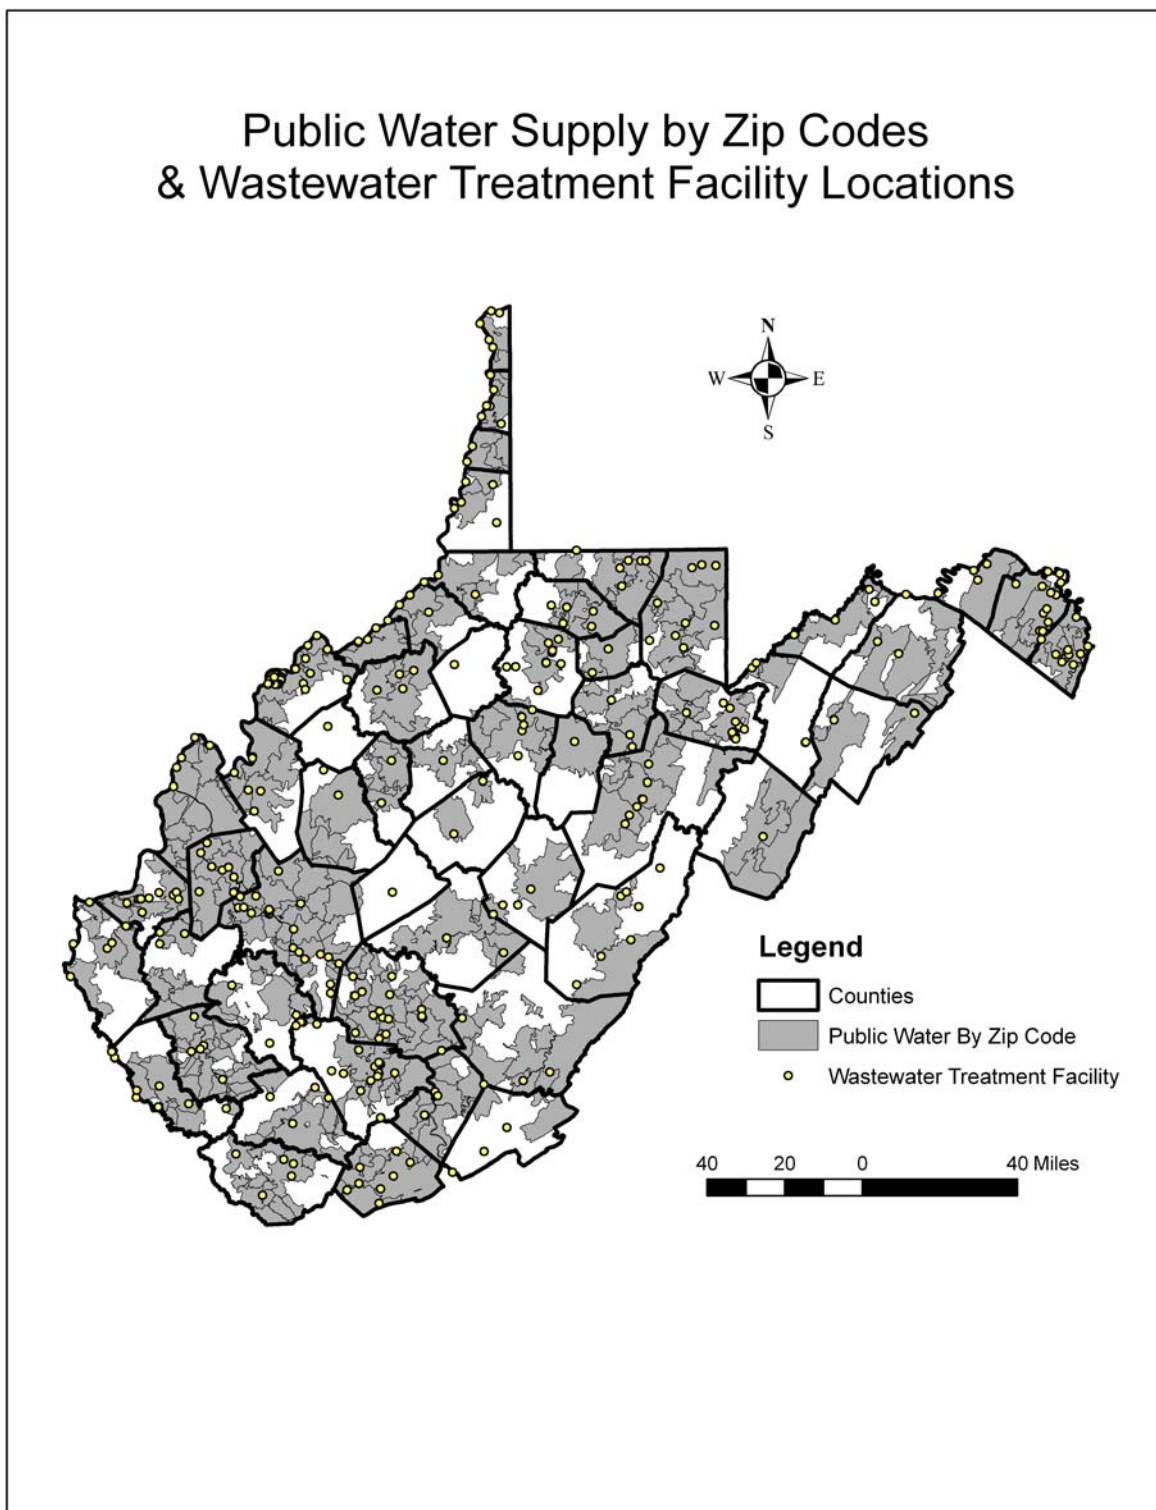 Public Water Supply by Zip Codes
& Wastewater Treatment Facility Locations
N
W E
S
Legend
Counties
Public Water By Zip Code
Wastewater Treatment Facility
40 20 0 40 Miles